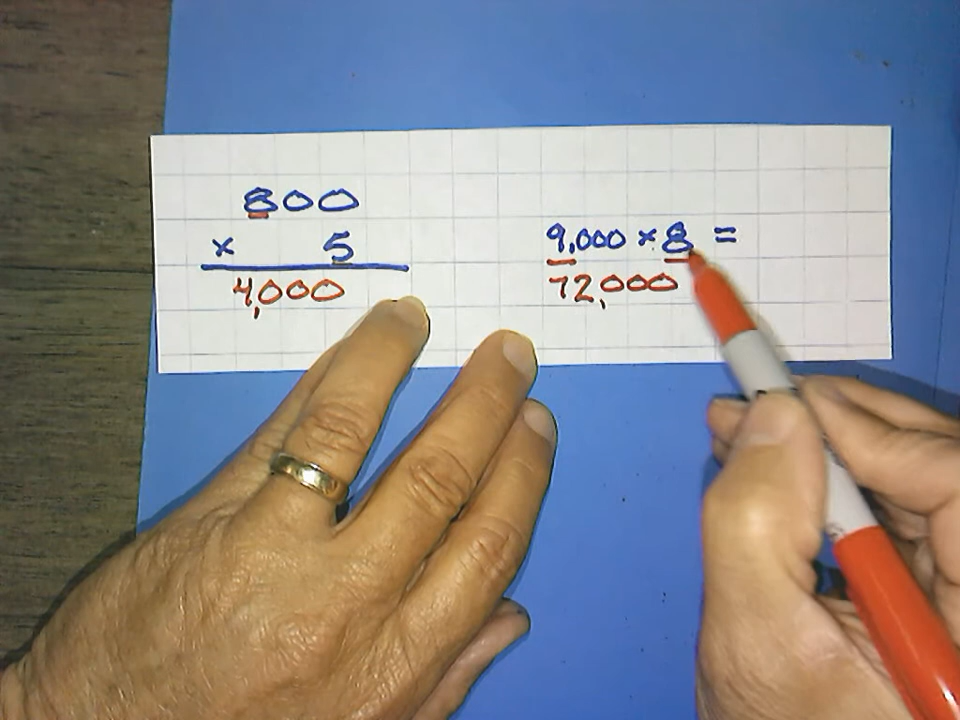 800
× 5
4,000
9,000 × 8 =
72,000